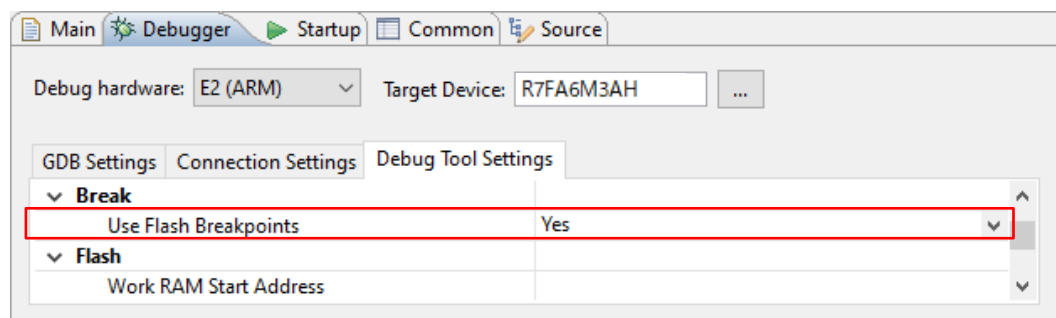 Main Debugger Startup Common Source
Debug hardware: E2 (ARM) Target Device: R7FA6M3AH ...
GDB Settings Connection Settings Debug Tool Settings
Break
Use Flash Breakpoints Yes
Flash
Work RAM Start Address